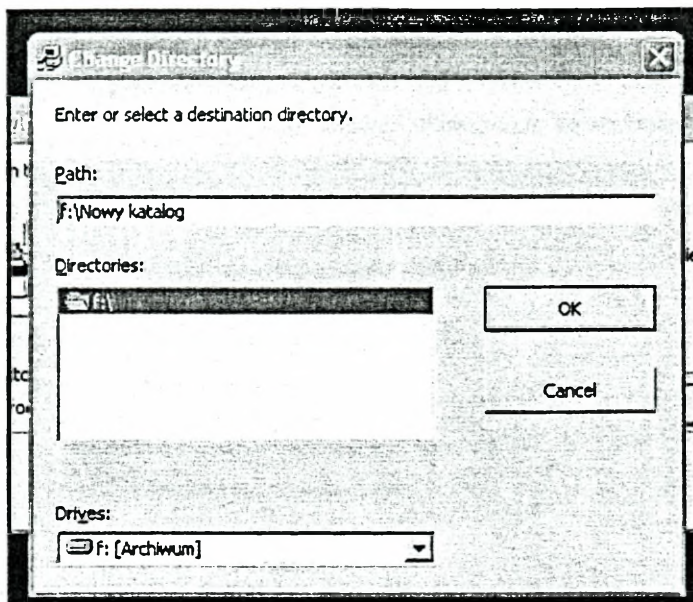 Change Directory
Enter or select a destination directory.
Path:
f:\Nowy katalog
Directories:
f:\
OK
Cancel
Drives:
f: [Archiwum]